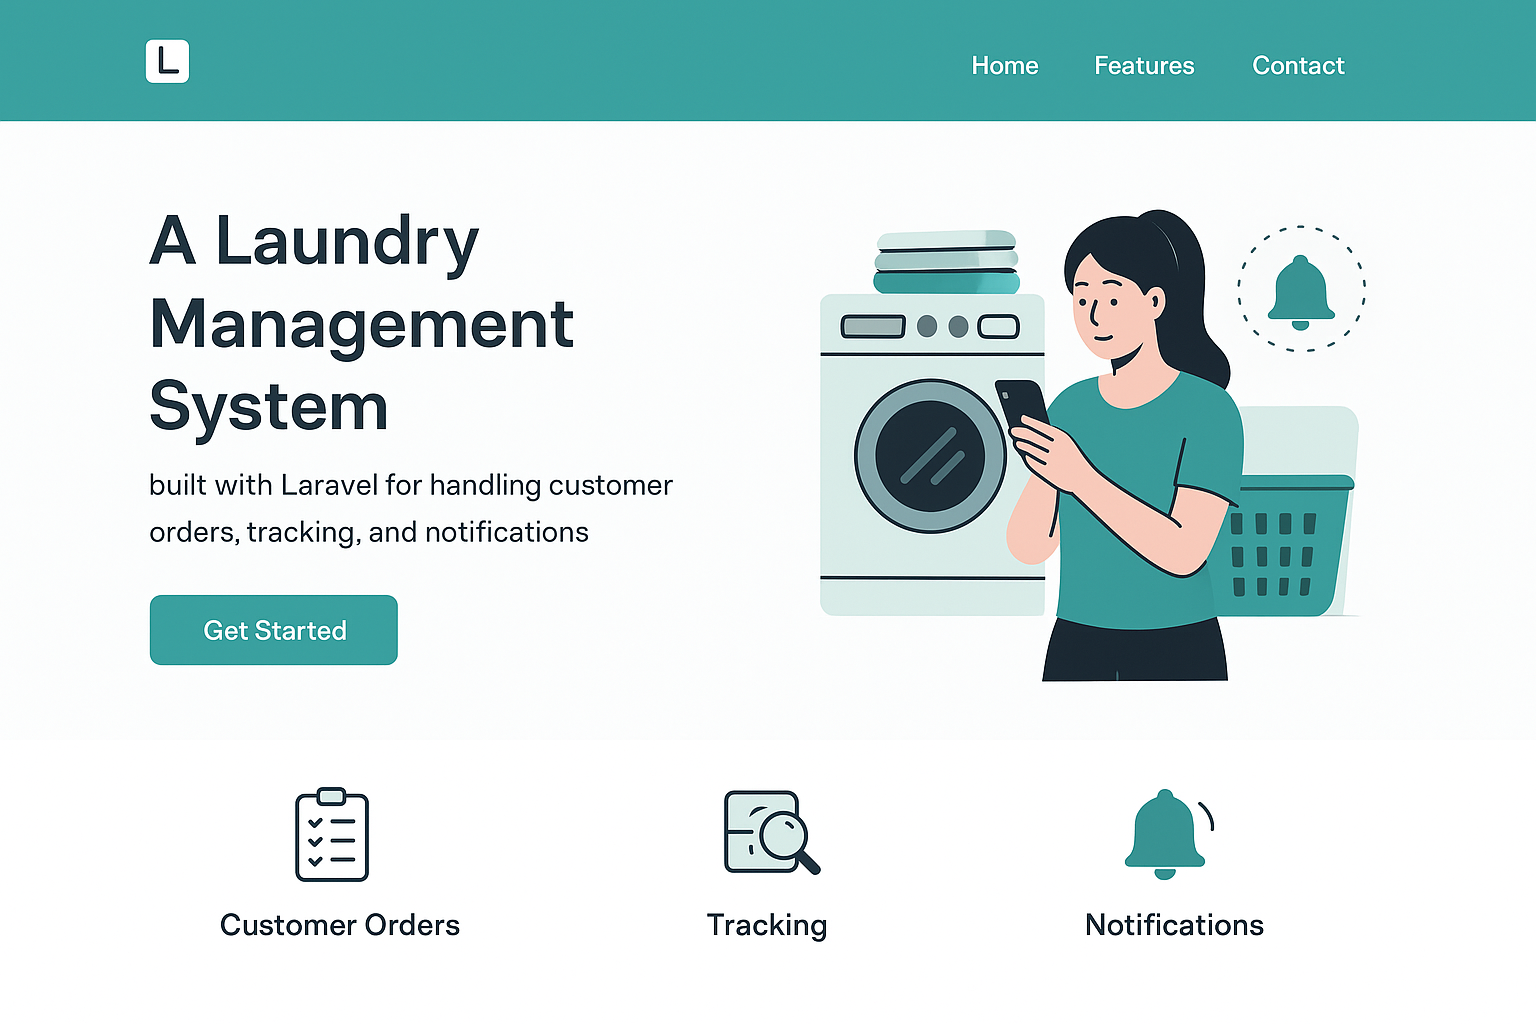 L
Home Features Contact
A Laundry
Management
System
built with Laravel for handling customer
orders, tracking, and notifications
Get Started
Customer Orders
Tracking
Notifications